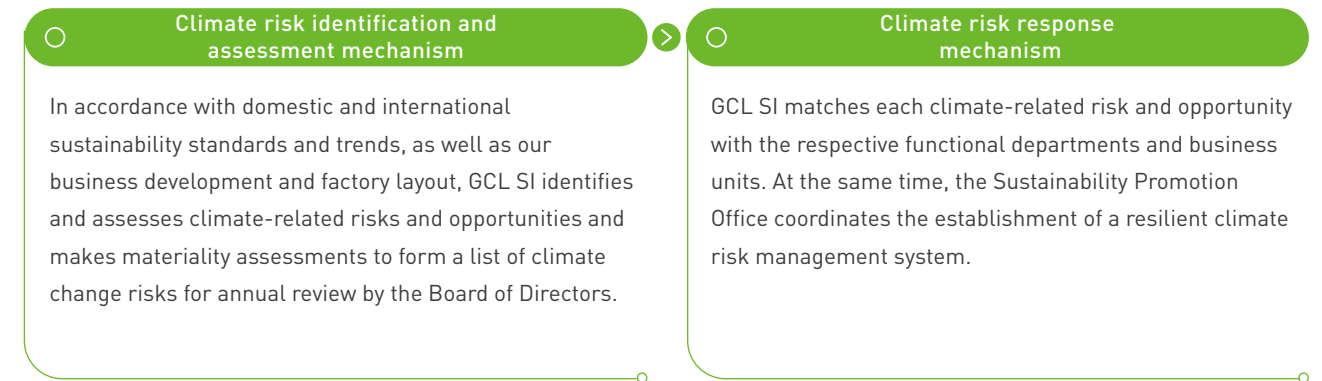 Climate risk identification and
assessment mechanism
In accordance with domestic and international
sustainability standards and trends, as well as our
business development and factory layout, GCL SI identifies
and assesses climate-related risks and opportunities and
makes materiality assessments to form a list of climate
change risks for annual review by the Board of Directors.
Climate risk response
mechanism
GCL SI matches each climate-related risk and opportunity
with the respective functional departments and business
units. At the same time, the Sustainability Promotion
Office coordinates the establishment of a resilient climate
risk management system.